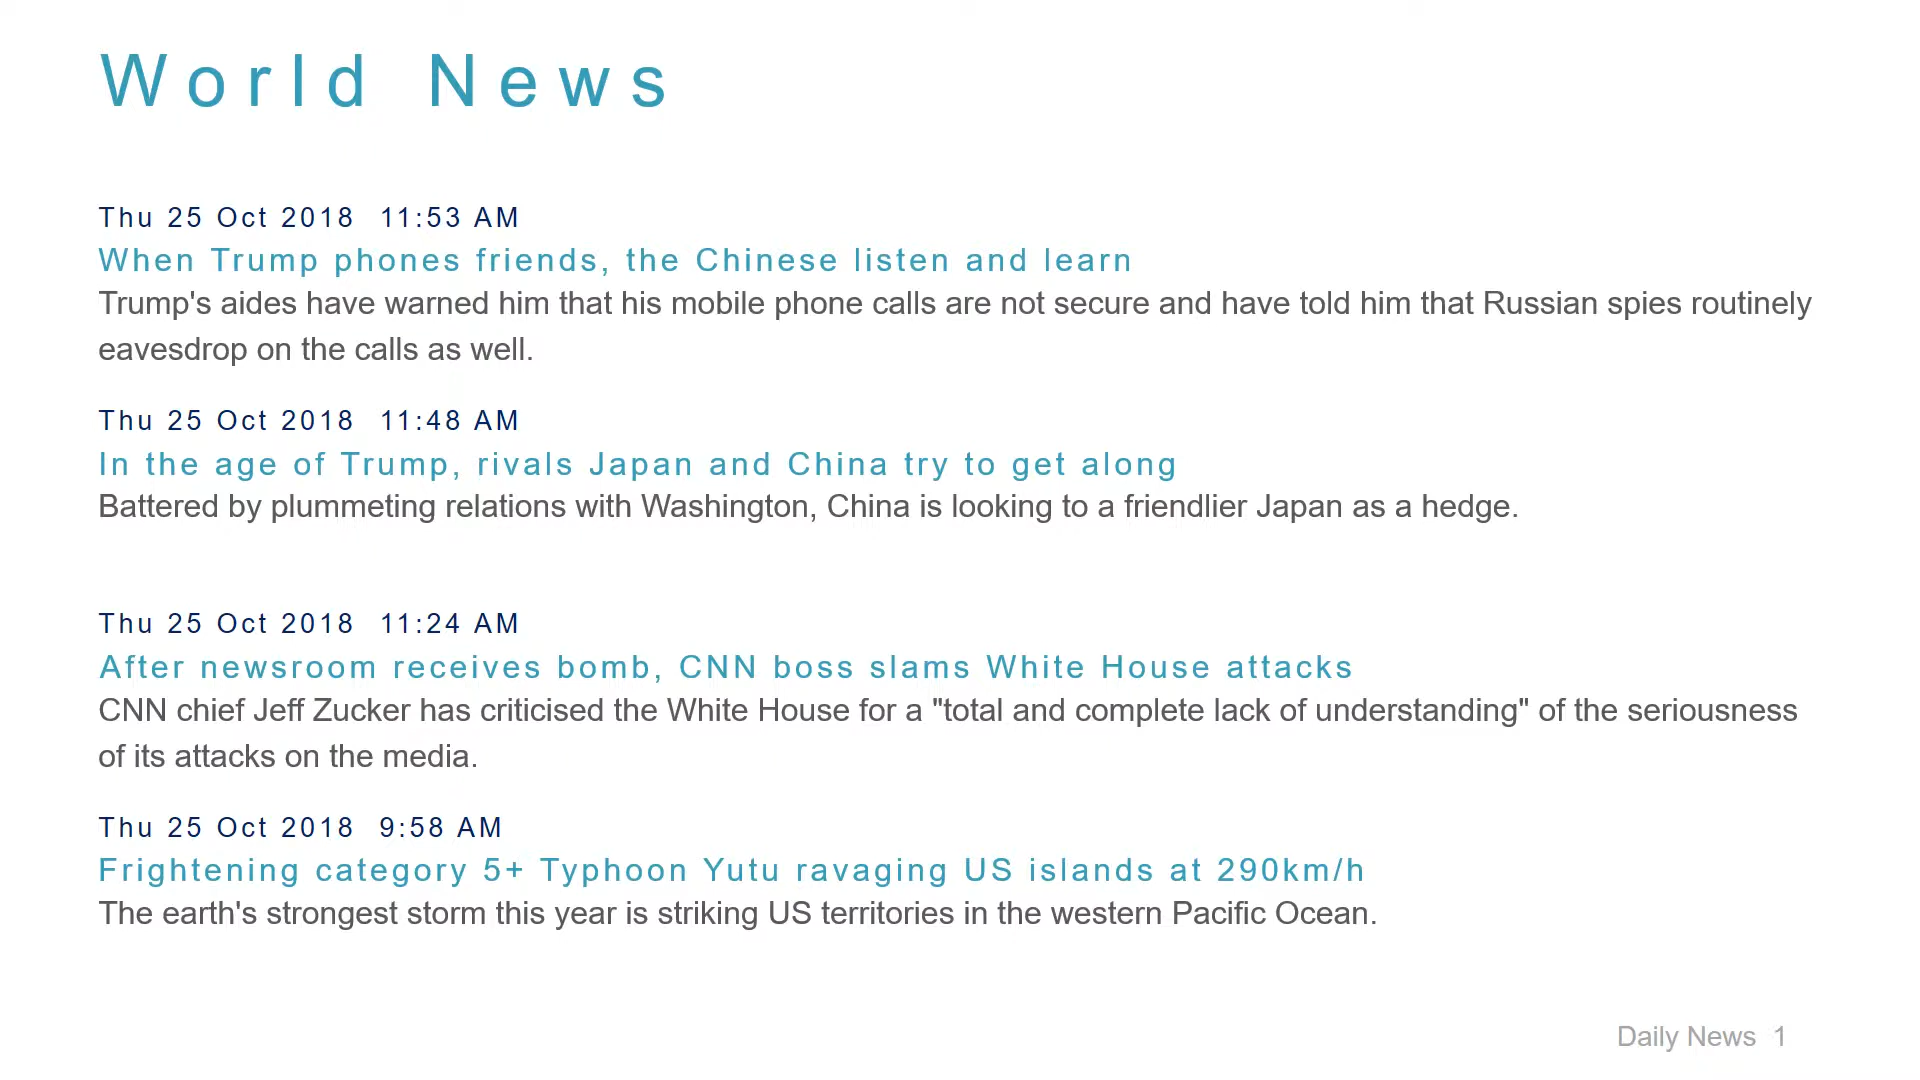 World News
Thu 25 Oct 2018 11:53 AM
When Trump phones friends, the Chinese listen and learn
Trump's aides have warned him that his mobile phone calls are not secure and have told him that Russian spies routinely
eavesdrop on the calls as well.
Thu 25 Oct 2018 11:48 AM
In the age of Trump, rivals Japan and China try to get along
Battered by plummeting relations with Washington, China is looking to a friendlier Japan as a hedge.
Thu 25 Oct 2018 11:24 AM
After newsroom receives bomb, CNN boss slams White House attacks
CNN chief Jeff Zucker has criticised the White House for a "total and complete lack of understanding" of the seriousness
of its attacks on the media.
Thu 25 Oct 2018 9:58 AM
Frightening category 5+ Typhoon Yutu ravaging US islands at 290km/h
The earth's strongest storm this year is striking US territories in the western Pacific Ocean.
Daily News 1